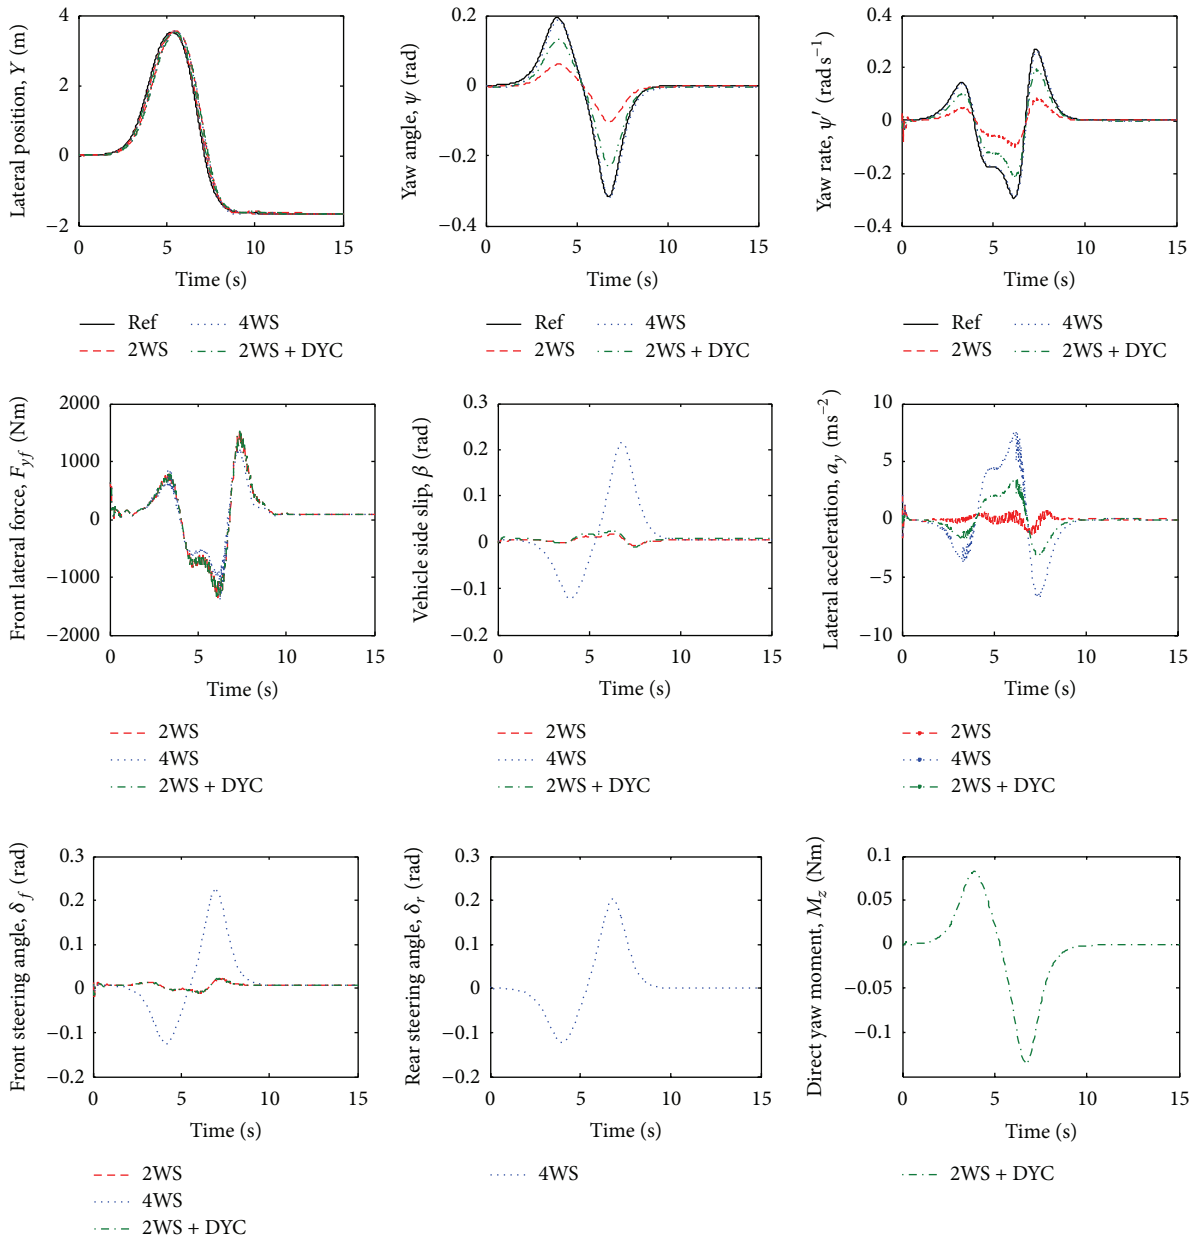 Lateral position, Y (m)
4
2
0
−2
0 5 10 15
Time (s)
Ref 4WS
2WS 2WS + DYC
Yaw angle, ψ (rad)
0.2
0
−0.2
−0.4
0 5 10 15
Time (s)
Ref 4WS
2WS 2WS + DYC
Yaw rate, ψ′ (rad s⁻¹)
0.4
0.2
0
−0.2
−0.4
0 5 10 15
Time (s)
Ref 4WS
2WS 2WS + DYC
Front lateral force, F_yf (Nm)
2000
1000
0
−1000
−2000
0 5 10 15
Time (s)
2WS
4WS
2WS + DYC
Vehicle side slip, β (rad)
0.3
0.2
0.1
0
−0.1
−0.2
0 5 10 15
Time (s)
2WS
4WS
2WS + DYC
Lateral acceleration, a_y (ms⁻²)
10
5
0
−5
−10
0 5 10 15
Time (s)
2WS
4WS
2WS + DYC
Front steering angle, δ_f (rad)
0.3
0.2
0.1
0
−0.1
−0.2
0 5 10 15
Time (s)
2WS
4WS
2WS + DYC
Rear steering angle, δ_r (rad)
0.3
0.2
0.1
0
−0.1
−0.2
0 5 10 15
Time (s)
4WS
Direct yaw moment, M_z (Nm)
0.1
0.05
0
−0.05
−0.1
0 5 10 15
Time (s)
2WS + DYC